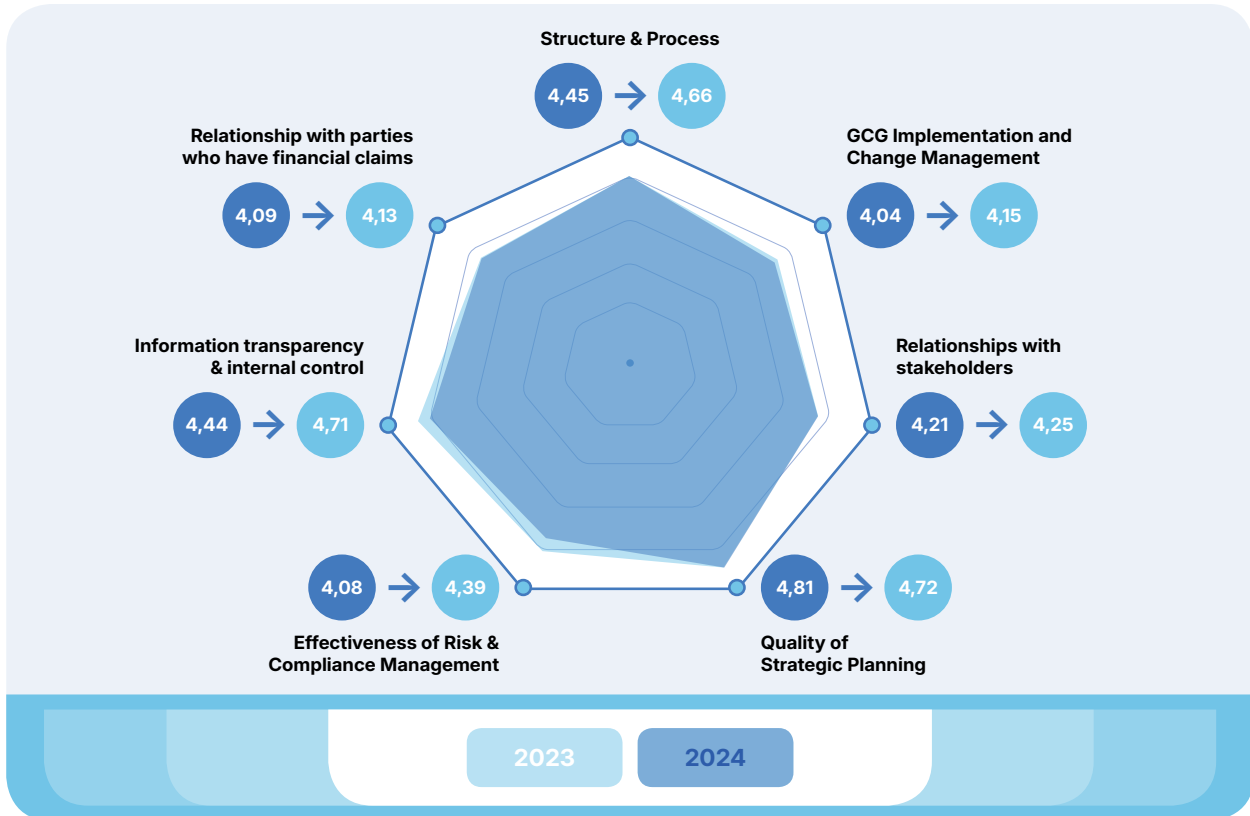 Structure & Process
4,45 4,66
Relationship with parties
who have financial claims
4,09 4,13
GCG Implementation and
Change Management
4,04 4,15
Information transparency
& internal control
4,44 4,71
Relationships with
stakeholders
4,21 4,25
4,08 4,39
Effectiveness of Risk &
Compliance Management
4,81 4,72
Quality of
Strategic Planning
2023 2024